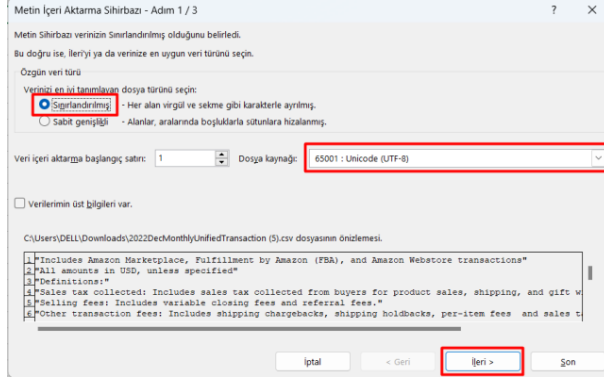 Metin İçeri Aktarma Sihirbazı - Adım 1 / 3 ? X
Metin Sihirbazı verinizin Sınırlandırılmış olduğunu belirledi.
Bu doğru ise, İleri'yi ya da verinize en uygun veri türünü seçin.
Özgün veri türü
Verinizi en iyi tanımlayan dosya türünü seçin:
Sınırlandırılmış - Her alan virgül ve sekme gibi karakterle ayrılmış.
Sabit genişlikli - Alanlar, aralarında boşluklarla sütunlara hizalanmış.
Veri içeri aktarma başlangıç satırı: 1 Dosya kaynağı: 65001 : Unicode (UTF-8)
Verilerimin üst bilgileri var.
C:\Users\DELL\Downloads\2022DecMonthlyUnifiedTransaction (5).csv dosyasının önizlemesi.
1 "Includes Amazon Marketplace, Fulfillment by Amazon (FBA), and Amazon Webstore transactions"
2 "All amounts in USD, unless specified"
3 "Definitions:"
4 "Sales tax collected: Includes sales tax collected from buyers for product sales, shipping, and gift w
5 "Selling fees: Includes variable closing fees and referral fees."
6 "Other transaction fees: Includes shipping chargebacks, shipping holdbacks, per-item fees and sales t
İptal < Geri İleri > Son